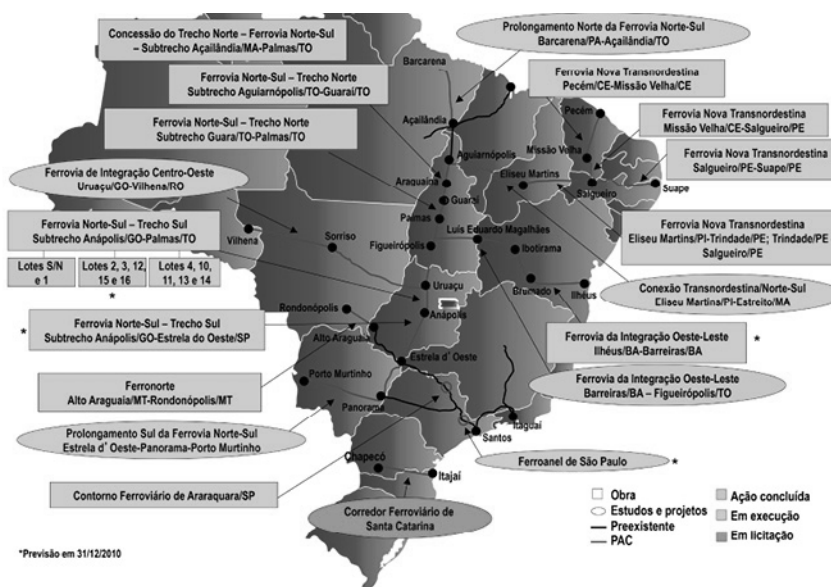 Concessão do Trecho Norte – Ferrovia Norte-Sul
– Subtrecho Açailândia/MA-Palmas/TO
Prolongamento Norte da Ferrovia Norte-Sul
Barcarena/PA-Açailândia/TO
Barcarena
Ferrovia Norte-Sul – Trecho Norte
Subtrecho Aguiarnópolis/TO-Guaraí/TO
Ferrovia Nova Transnordestina
Pecém/CE-Missão Velha/CE
Açailândia
Pecém
Ferrovia Norte-Sul – Trecho Norte
Subtrecho Guara/TO-Palmas/TO
Ferrovia Nova Transnordestina
Missão Velha/CE-Salgueiro/PE
Aguiarnópolis
Missão Velha
Ferrovia Nova Transnordestina
Salgueiro/PE-Suape/PE
Ferrovia de Integração Centro-Oeste
Uruaçu/GO-Vilhena/RO
Araguaína
Eliseu Martins
Salgueiro
Suape
Guaraí
Palmas
Luís Eduardo Magalhães
Ferrovia Norte-Sul – Trecho Sul
Subtrecho Anápolis/GO-Palmas/TO
Ferrovia Nova Transnordestina
Eliseu Martins/PI-Trindade/PE; Trindade/PE
Salgueiro/PE
Vilhena
Sorriso
Figueirópolis
Ibotirama
Lotes S/N
e 1
Lotes 2, 3, 12,
15 e 16
Lotes 4, 10,
11, 13 e 14
*
Uruaçu
Brumado
Ilhéus
Conexão Transnordestina/Norte-Sul
Eliseu Martins/PI-Estreito/MA
Rondonópolis
Anápolis
* Ferrovia Norte-Sul – Trecho Sul
Subtrecho Anápolis/GO-Estrela do Oeste/SP
Alto Araguaia
Ferrovia da Integração Oeste-Leste *
Ilhéus/BA-Barreiras/BA
Estrela d' Oeste
Porto Murtinho
Ferronorte
Alto Araguaia/MT-Rondonópolis/MT
Ferrovia da Integração Oeste-Leste
Barreiras/BA – Figueirópolis/TO
Panorama
Itaguaí
Santos
Prolongamento Sul da Ferrovia Norte-Sul
Estrela d' Oeste-Panorama-Porto Murtinho
Ferroanel de São Paulo *
Chapecó
Itajaí
Contorno Ferroviário de Araraquara/SP
Corredor Ferroviário de
Santa Catarina
Obra
Estudos e projetos
Preexistente
PAC
Ação concluída
Em execução
Em licitação
*Previsão em 31/12/2010